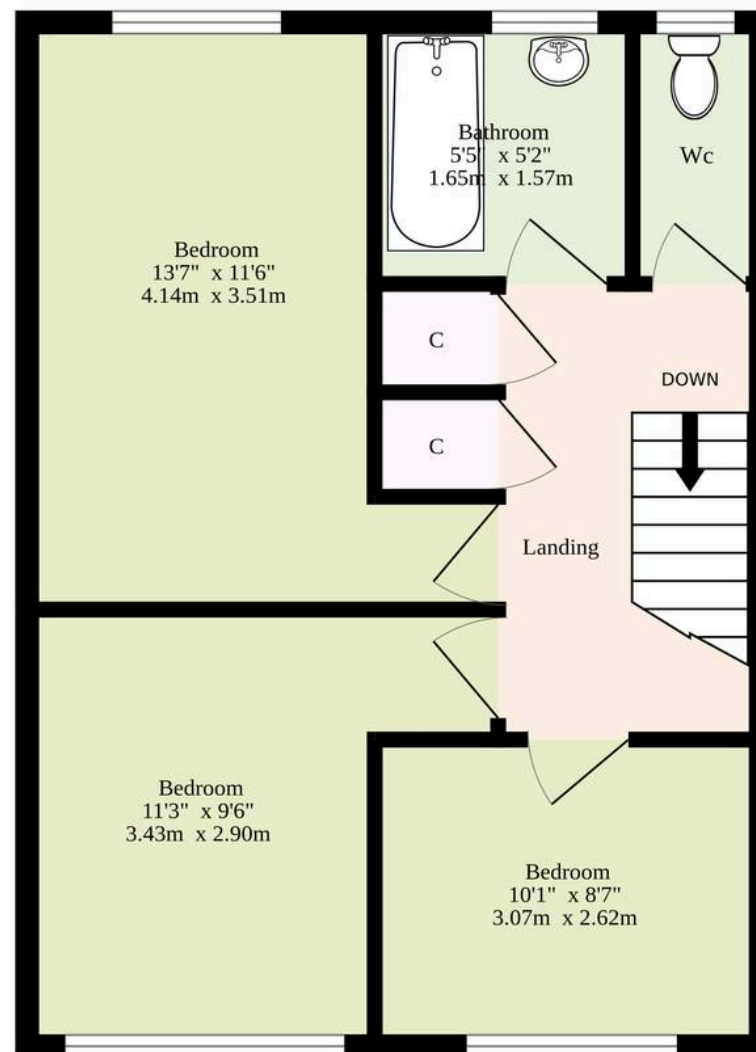 Bathroom
5'5" x 5'2"
1.65m x 1.57m
Wc
Bedroom
13'7" x 11'6"
4.14m x 3.51m
C
DOWN
C
Landing
Bedroom
11'3" x 9'6"
3.43m x 2.90m
Bedroom
10'1" x 8'7"
3.07m x 2.62m